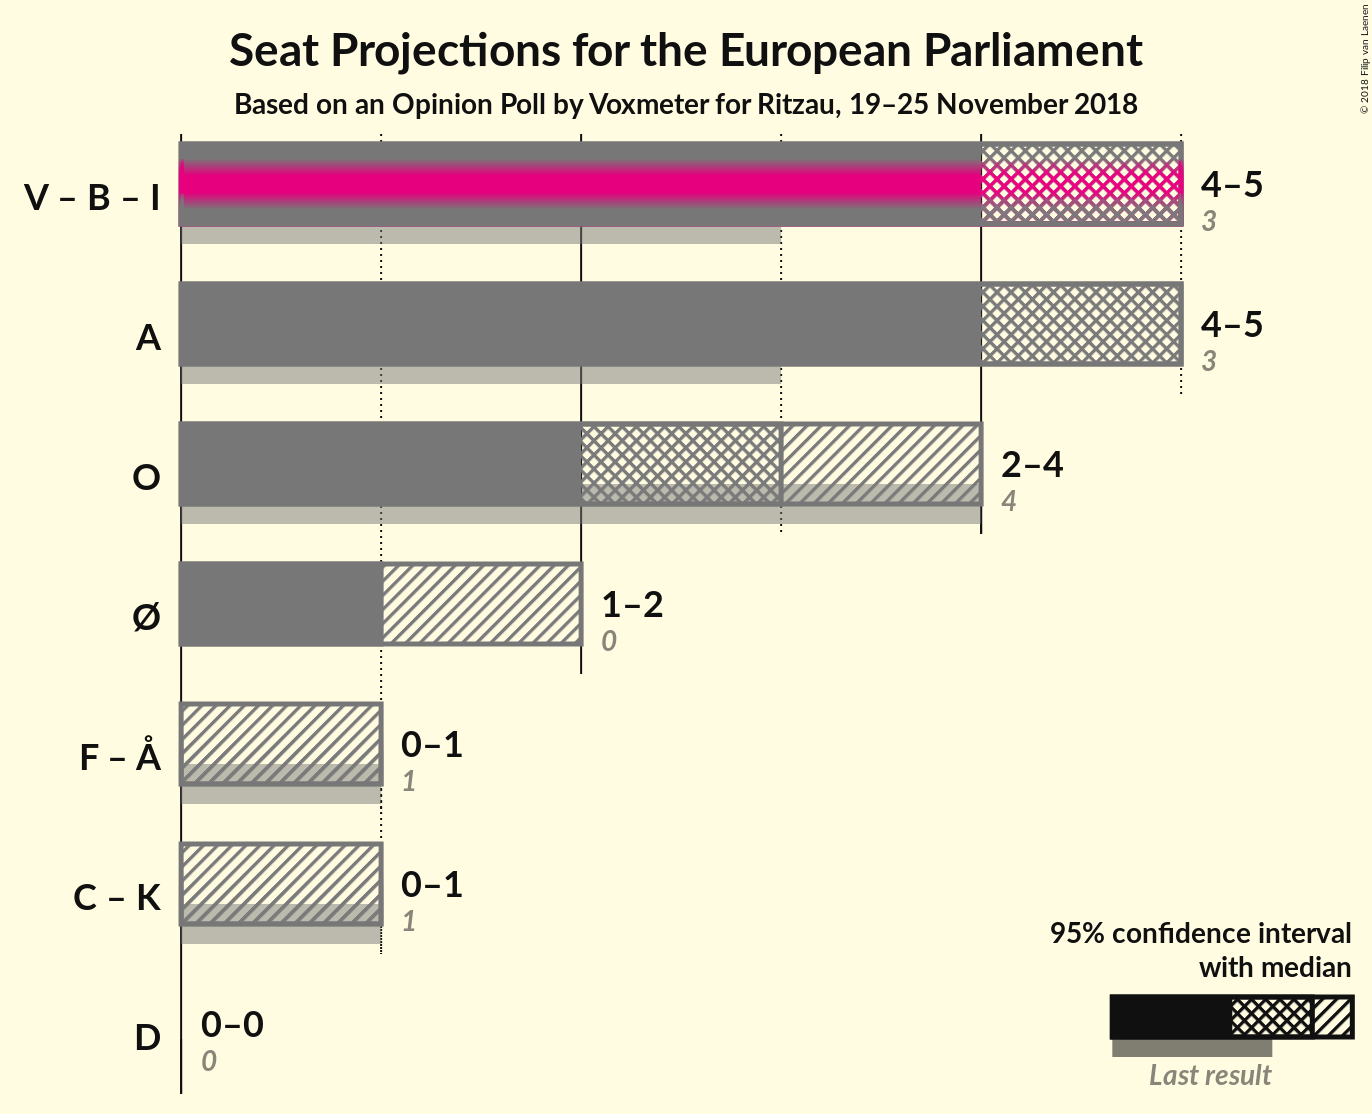 Seat Projections for the European Parliament
Based on an Opinion Poll by Voxmeter for Ritzau, 19–25 November 2018
© 2018 Filip van Laenen
V – B – I
4–5
3
A
4–5
3
O
2–4
4
Ø
1–2
0
F – Å
0–1
1
C – K
0–1
1
D
0–0
0
95% confidence interval
with median
Last result